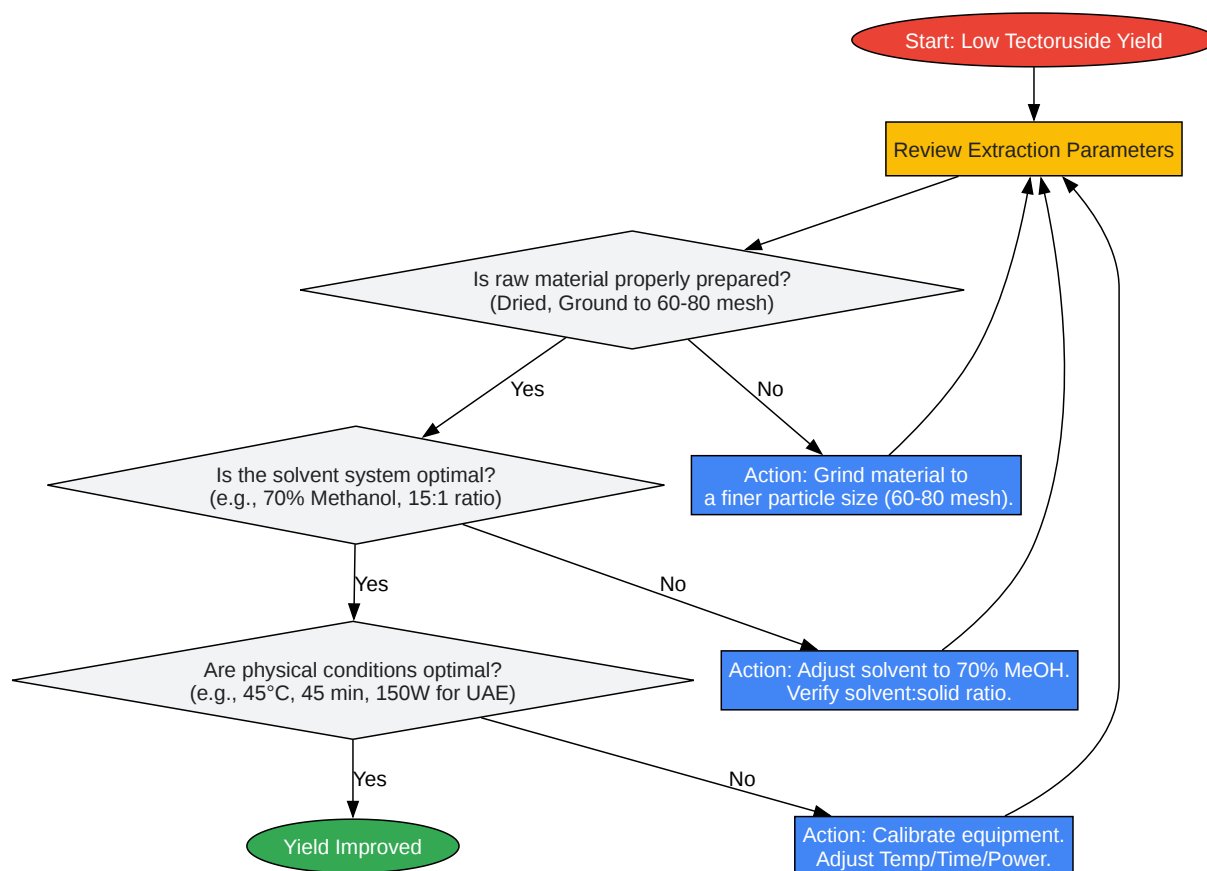 Start: Low Tectoruside Yield
Review Extraction Parameters
Is raw material properly prepared?
(Dried, Ground to 60-80 mesh)
Yes
No
Is the solvent system optimal?
(e.g., 70% Methanol, 15:1 ratio)
Action: Grind material to
a finer particle size (60-80 mesh).
Yes
No
Are physical conditions optimal?
(e.g., 45°C, 45 min, 150W for UAE)
Action: Adjust solvent to 70% MeOH.
Verify solvent:solid ratio.
Yes
No
Yield Improved
Action: Calibrate equipment.
Adjust Temp/Time/Power.